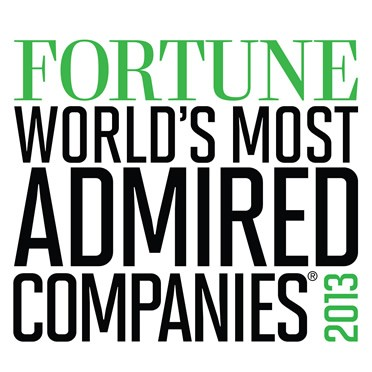 FORTUNE
WORLD'S MOST
ADMIRED
COMPANIES®
2013